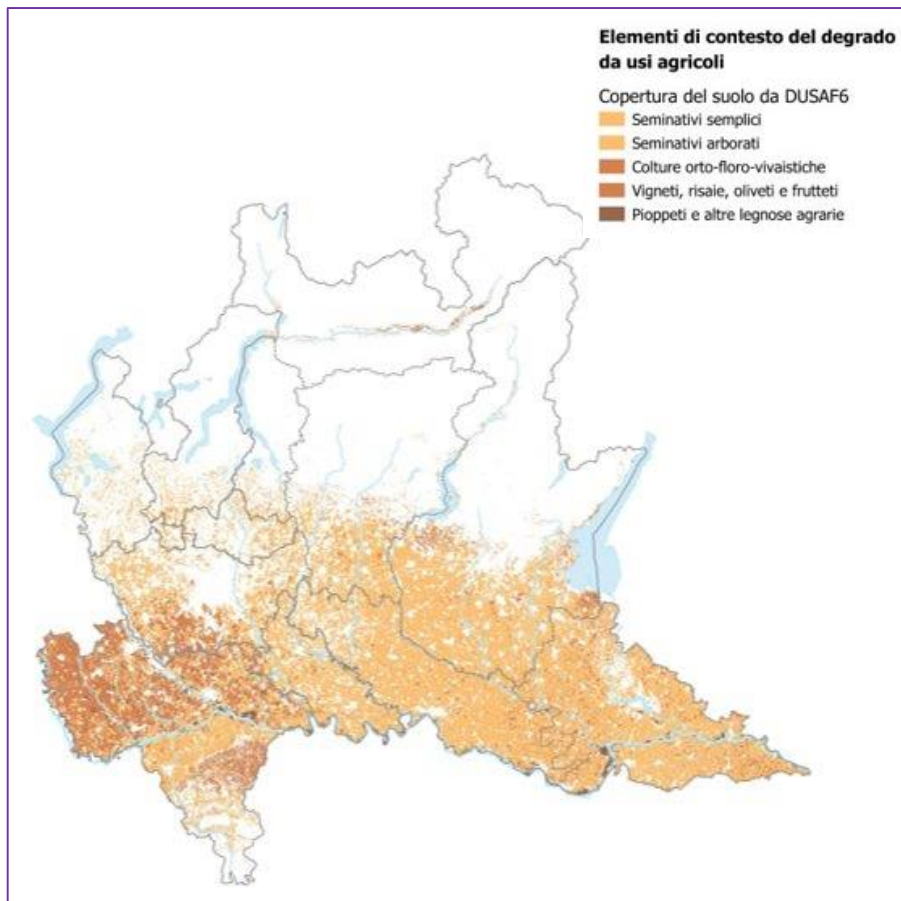 Elementi di contesto del degrado
da usi agricoli
Copertura del suolo da DUSAF6
Seminativi semplici
Seminativi arborati
Colture orto-floro-vivaistiche
Vigneti, risaie, oliveti e frutteti
Pioppeti e altre legnose agrarie